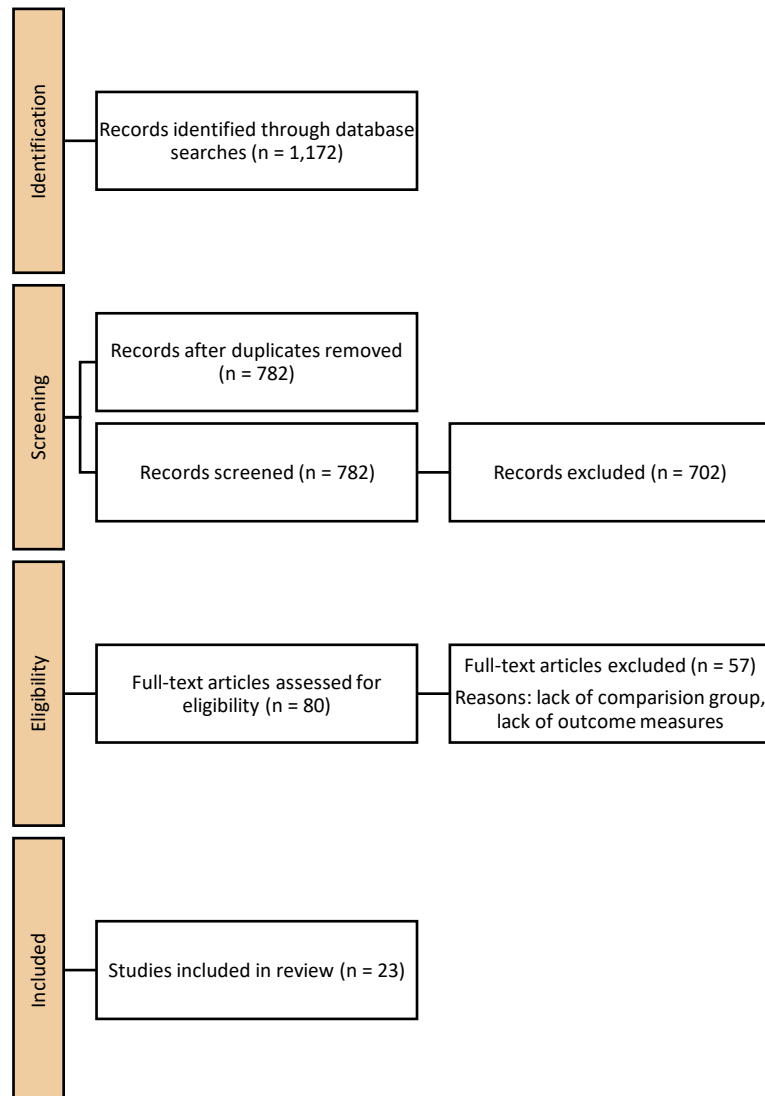 Identification
Records identified through database
searches (n = 1,172)
Screening
Records after duplicates removed
(n = 782)
Records screened (n = 782)
Records excluded (n = 702)
Eligibility
Full-text articles assessed for
eligibility (n = 80)
Full-text articles excluded (n = 57)
Reasons: lack of comparision group,
lack of outcome measures
Included
Studies included in review (n = 23)